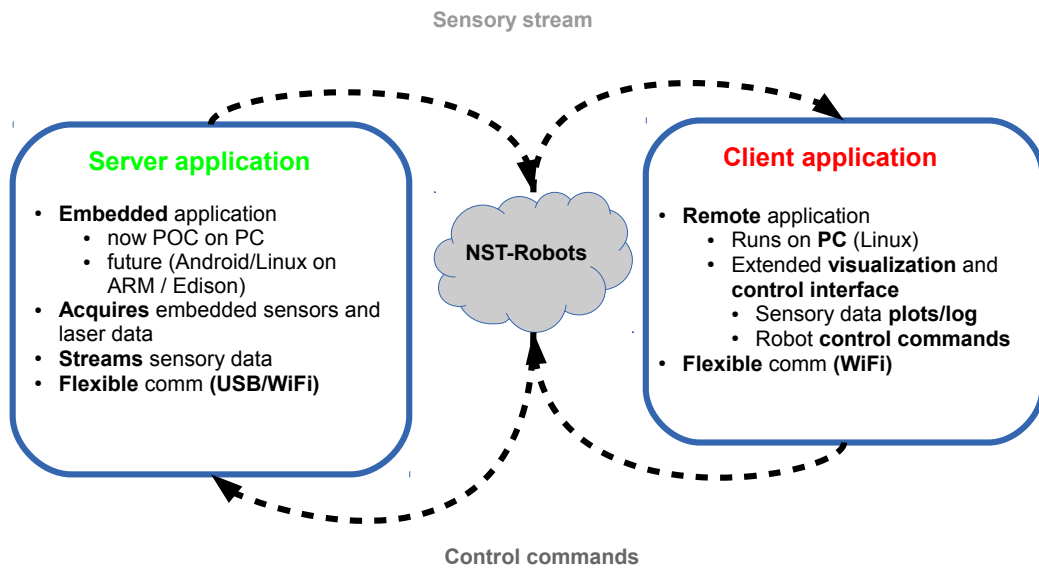 Sensory stream
Server application
• Embedded application
• now POC on PC
• future (Android/Linux on
ARM / Edison)
• Acquires embedded sensors and
laser data
• Streams sensory data
• Flexible comm (USB/WiFi)
NST-Robots
Client application
• Remote application
• Runs on PC (Linux)
• Extended visualization and
control interface
• Sensory data plots/log
• Robot control commands
• Flexible comm (WiFi)
Control commands